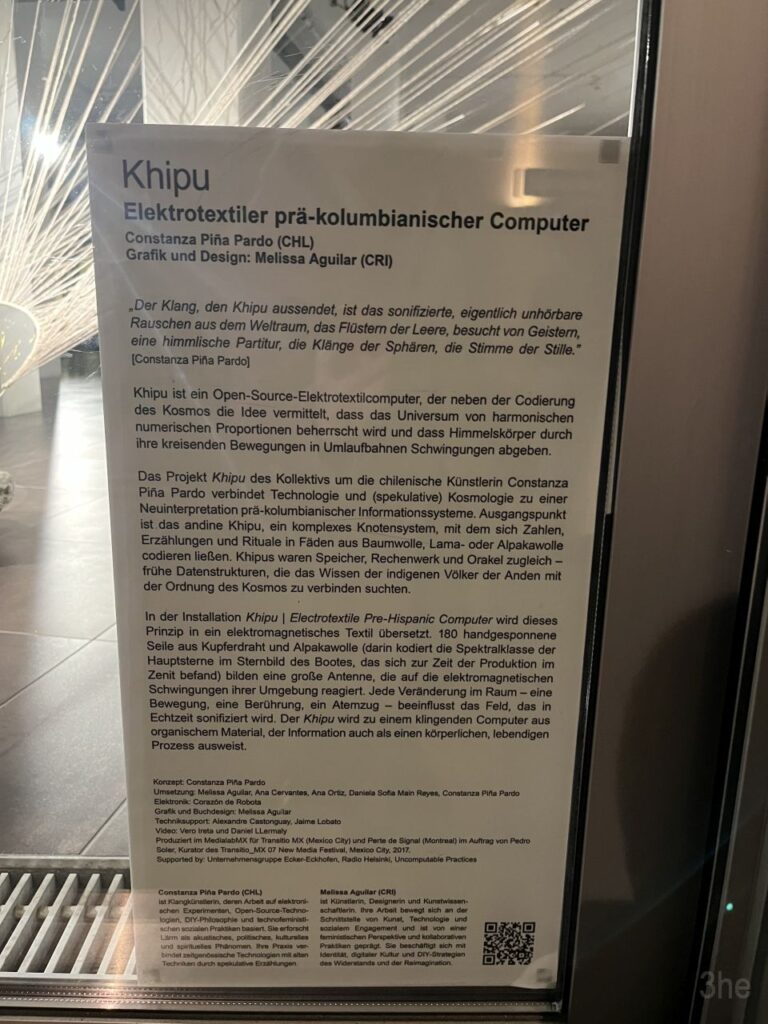 Khipu
Elektrotextiler prä-kolumbianischer Computer
Constanza Piña Pardo (CHL)
Grafik und Design: Melissa Aguilar (CRI)
„Der Klang, den Khipu aussendet, ist das sonifizierte, eigentlich unhörbare
Rauschen aus dem Weltraum, das Flüstern der Leere, besucht von Geistern,
eine himmlische Partitur, die Klänge der Sphären, die Stimme der Stille.”
[Constanza Piña Pardo]
Khipu ist ein Open-Source-Elektrotextilcomputer, der neben der Codierung
des Kosmos die Idee vermittelt, dass das Universum von harmonischen
numerischen Proportionen beherrscht wird und dass Himmelskörper durch
ihre kreisenden Bewegungen in Umlaufbahnen Schwingungen abgeben.
Das Projekt Khipu des Kollektivs um die chilenische Künstlerin Constanza
Piña Pardo verbindet Technologie und (spekulative) Kosmologie zu einer
Neuinterpretation prä-kolumbianischer Informationssysteme. Ausgangspunkt
ist das andine Khipu, ein komplexes Knotensystem, mit dem sich Zahlen,
Erzählungen und Rituale in Fäden aus Baumwolle, Lama- oder Alpakawolle
codieren ließen. Khipus waren Speicher, Rechenwerk und Orakel zugleich –
frühe Datenstrukturen, die das Wissen der indigenen Völker der Anden mit
der Ordnung des Kosmos zu verbinden suchten.
In der Installation Khipu | Electrotextile Pre-Hispanic Computer wird dieses
Prinzip in ein elektromagnetisches Textil übersetzt. 180 handgesponnene
Seile aus Kupferdraht und Alpakawolle (darin kodiert die Spektralklasse der
Hauptsterne im Sternbild des Bootes, das sich zur Zeit der Produktion im
Zenit befand) bilden eine große Antenne, die auf die elektromagnetischen
Schwingungen ihrer Umgebung reagiert. Jede Veränderung im Raum – eine
Bewegung, eine Berührung, ein Atemzug – beeinflusst das Feld, das in
Echtzeit sonifiziert wird. Der Khipu wird zu einem klingenden Computer aus
organischem Material, der Information auch als einen körperlichen, lebendigen
Prozess ausweist.
Konzept: Constanza Piña Pardo
Umsetzung: Melissa Aguilar, Ana Cervantes, Ana Ortiz, Daniela Sofia Main Reyes, Constanza Piña Pardo
Elektronik: Corazón de Robota
Grafik und Buchdesign: Melissa Aguilar
Techniksupport: Alexandre Castonguay, Jaime Lobato
Video: Vero Ireta und Daniel LLermaly
Produziert im MedialabMX für Transitio MX (Mexico City) und Perte de Signal (Montreal) im Auftrag von Pedro
Soler, Kurator des Transitio_MX 07 New Media Festival, Mexico City, 2017.
Supported by: Unternehmensgruppe Ecker-Eckhofen, Radio Helsinki, Uncomputable Practices
Constanza Piña Pardo (CHL)
ist Klangkünstlerin, deren Arbeit auf elektroni-
schen Experimenten, Open-Source-Techno-
logien, DIY-Philosophie und technofeministi-
schen sozialen Praktiken basiert. Sie erforscht
Lärm als akustisches, politisches, kulturelles
und spirituelles Phänomen. Ihre Praxis ver-
bindet zeitgenössische Technologien mit alten
Techniken durch spekulative Erzählungen.
Melissa Aguilar (CRI)
ist Künstlerin, Designerin und Kunstwissen-
schaftlerin. Ihre Arbeit bewegt sich an der
Schnittstelle von Kunst, Technologie und
sozialem Engagement und ist von einer
feministischen Perspektive und kollaborativen
Praktiken geprägt. Sie beschäftigt sich mit
Identität, digitaler Kultur und DIY-Strategien
des Widerstands und der Reimagination.
3he